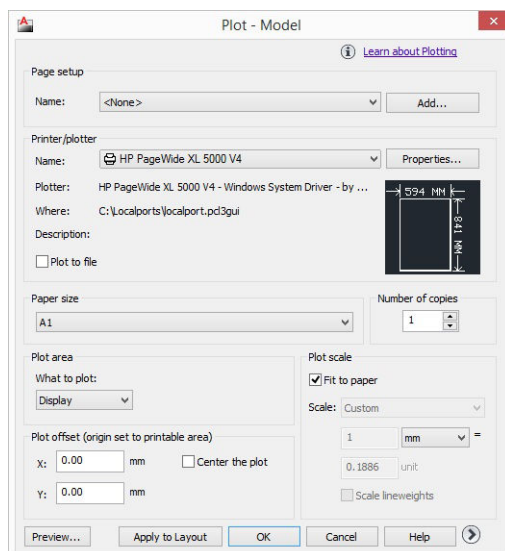 Plot - Model
Learn about Plotting
Page setup
Name: <None> Add...
Printer/plotter
Name: HP PageWide XL 5000 V4 Properties...
Plotter: HP PageWide XL 5000 V4 - Windows System Driver - by ...
Where: C:\Localports\localport.pcl3gui
Description:
Plot to file
594 MM
841 MM
Paper size
A1
Number of copies
1
Plot area
What to plot:
Display
Plot offset (origin set to printable area)
X: 0.00 mm Center the plot
Y: 0.00 mm
Plot scale
Fit to paper
Scale: Custom
1 mm =
0.1886 unit
Scale lineweights
Preview... Apply to Layout OK Cancel Help